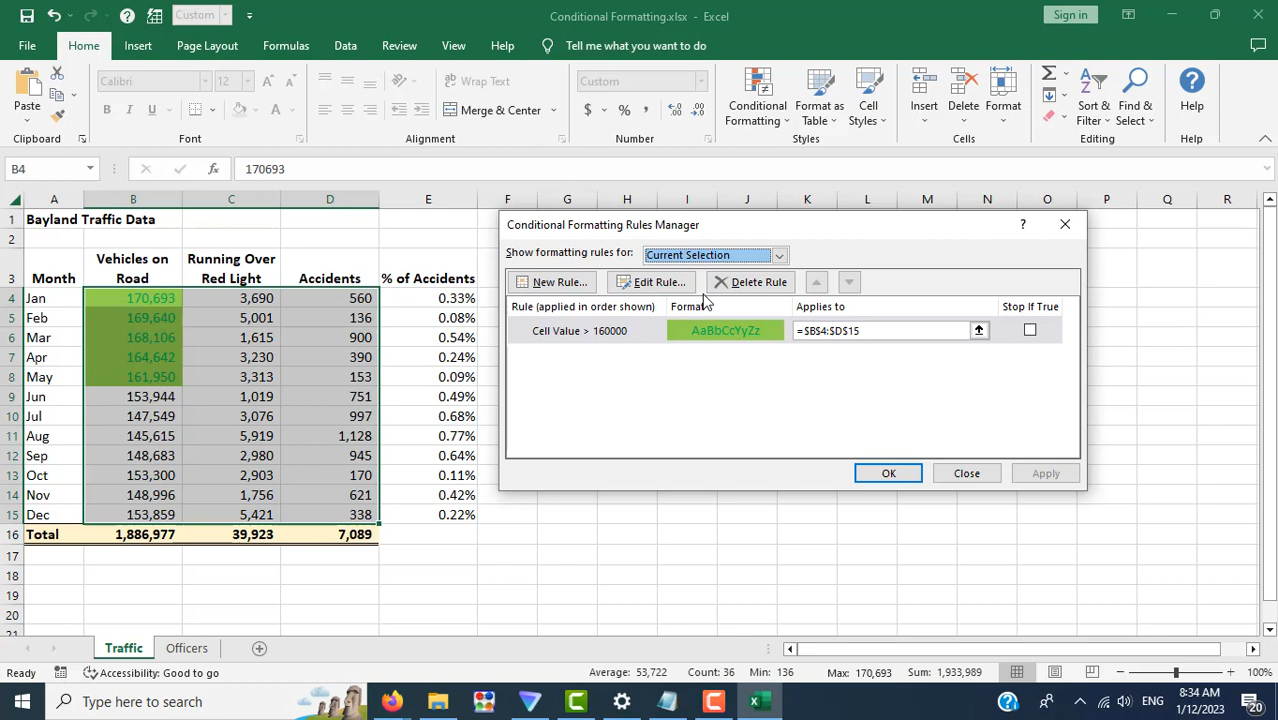 Custom
Conditional Formatting.xlsx - Excel
Sign in
File Home Insert Page Layout Formulas Data Review View Help Tell me what you want to do
Paste
Calibri 12
B I U A
Wrap Text
Merge & Center
Custom
$ %
Conditional Formatting
Format as Table
Cell Styles
Insert Delete Format
Sort & Filter
Find & Select
Help
Clipboard Font Alignment Number Styles Cells Editing Help
B4 fx 170693
A B C D E F G H I J K L M N O P Q R
1 Bayland Traffic Data
2
3 Month Vehicles on Road Running Over Red Light Accidents % of Accidents
4 Jan 170,693 3,690 560 0.33%
5 Feb 169,640 5,001 136 0.08%
6 Mar 168,106 1,615 900 0.54%
7 Apr 164,642 3,230 390 0.24%
8 May 161,950 3,313 153 0.09%
9 Jun 153,944 1,019 751 0.49%
10 Jul 147,549 3,076 997 0.68%
11 Aug 145,615 5,919 1,128 0.77%
12 Sep 148,683 2,980 945 0.64%
13 Oct 153,300 2,903 170 0.11%
14 Nov 148,996 1,756 621 0.42%
15 Dec 153,859 5,421 338 0.22%
16 Total 1,886,977 39,923 7,089
17
18
19
20
21
Conditional Formatting Rules Manager
Show formatting rules for: Current Selection
New Rule... Edit Rule... Delete Rule
Rule (applied in order shown) Format Applies to Stop If True
Cell Value > 160000 AaBbCcYyZz =$B$4:$D$15
OK Close Apply
Traffic Officers
Ready Accessibility: Good to go Average: 53,722 Count: 36 Min: 136 Max: 170,693 Sum: 1,933,989 100%
Type here to search
ENG
8:34 AM
1/12/2023
20